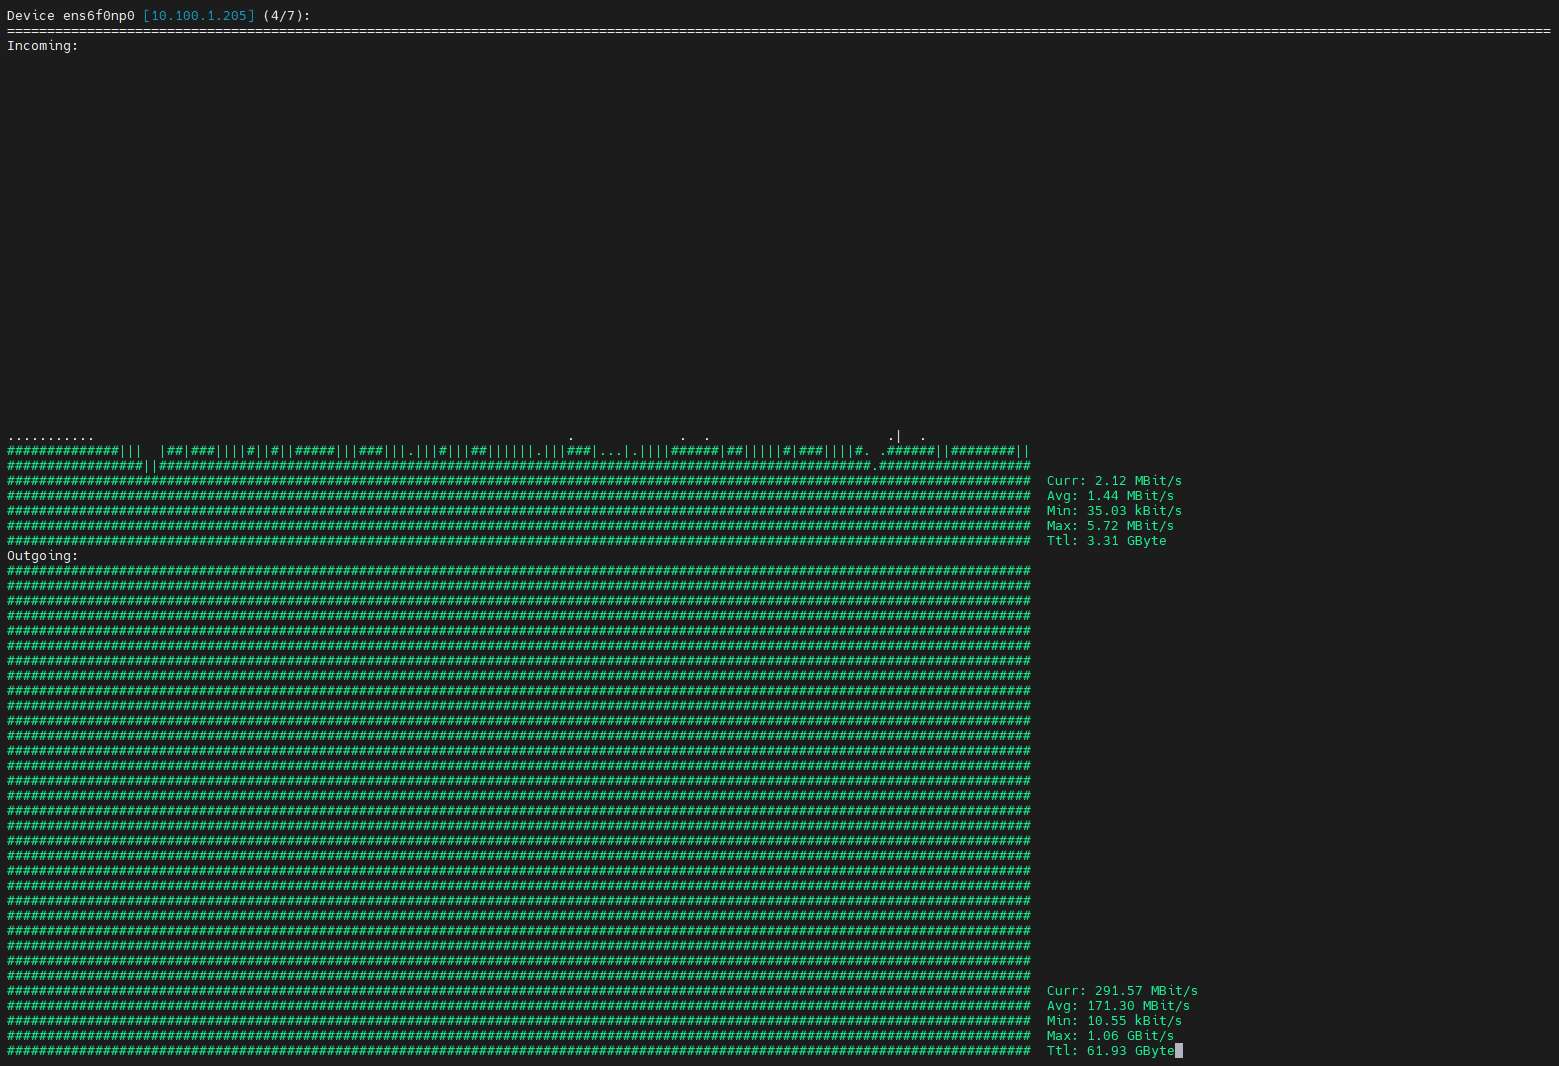 Device ens6f0np0 [10.100.1.205] (4/7):
Incoming:
Curr: 2.12 MBit/s
Avg: 1.44 MBit/s
Min: 35.03 kBit/s
Max: 5.72 MBit/s
Ttl: 3.31 GByte
Outgoing:
Curr: 291.57 MBit/s
Avg: 171.30 MBit/s
Min: 10.55 kBit/s
Max: 1.06 GBit/s
Ttl: 61.93 GByte